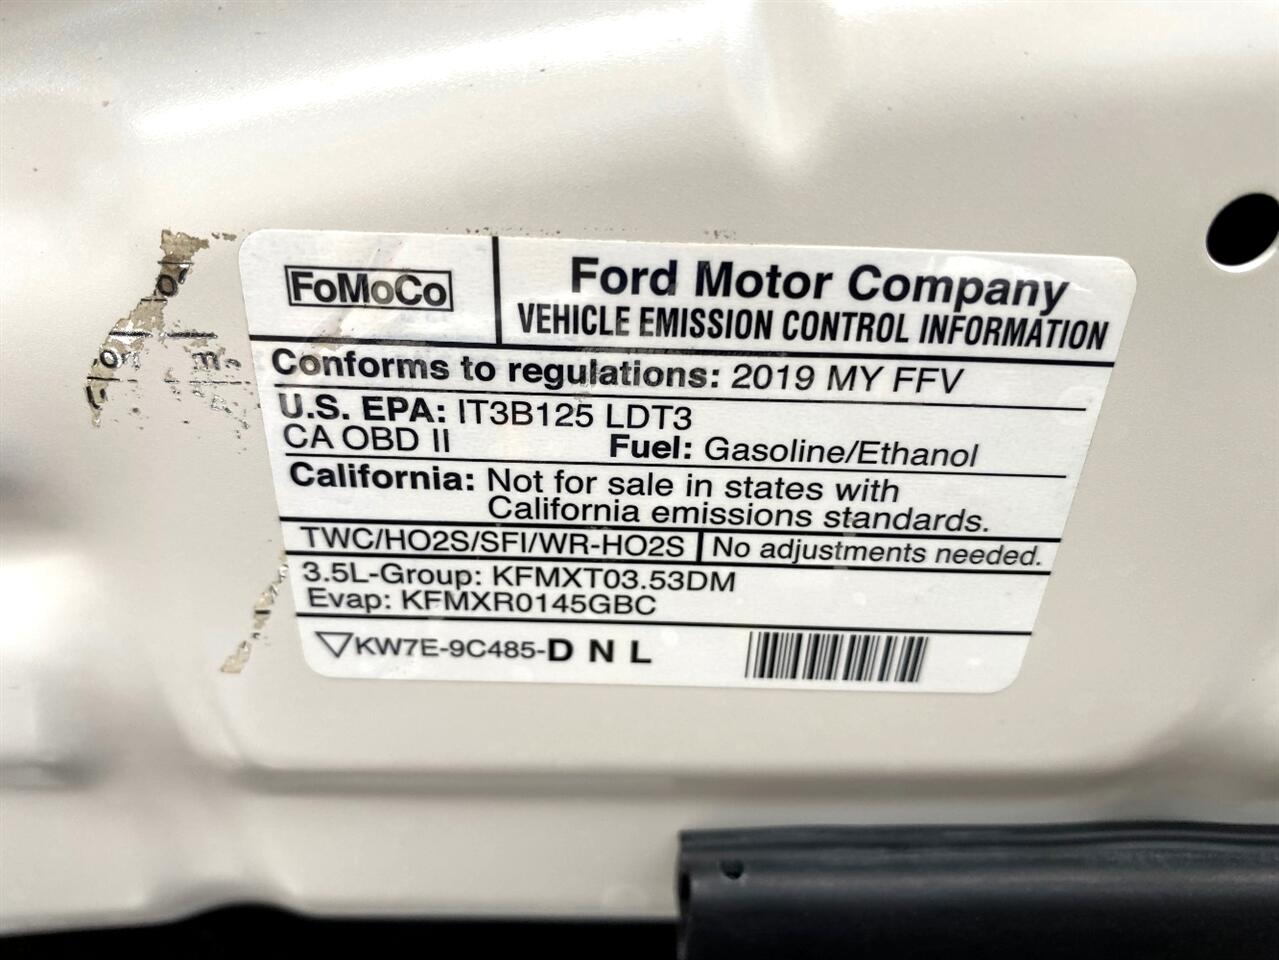 FoMoCo
Ford Motor Company
VEHICLE EMISSION CONTROL INFORMATION
Conforms to regulations: 2019 MY FFV
U.S. EPA: IT3B125 LDT3
CA OBD II Fuel: Gasoline/Ethanol
California: Not for sale in states with
California emissions standards.
TWC/HO2S/SFI/WR-HO2S No adjustments needed.
3.5L-Group: KFMXT03.53DM
Evap: KFMXR0145GBC
KW7E-9C485-D N L